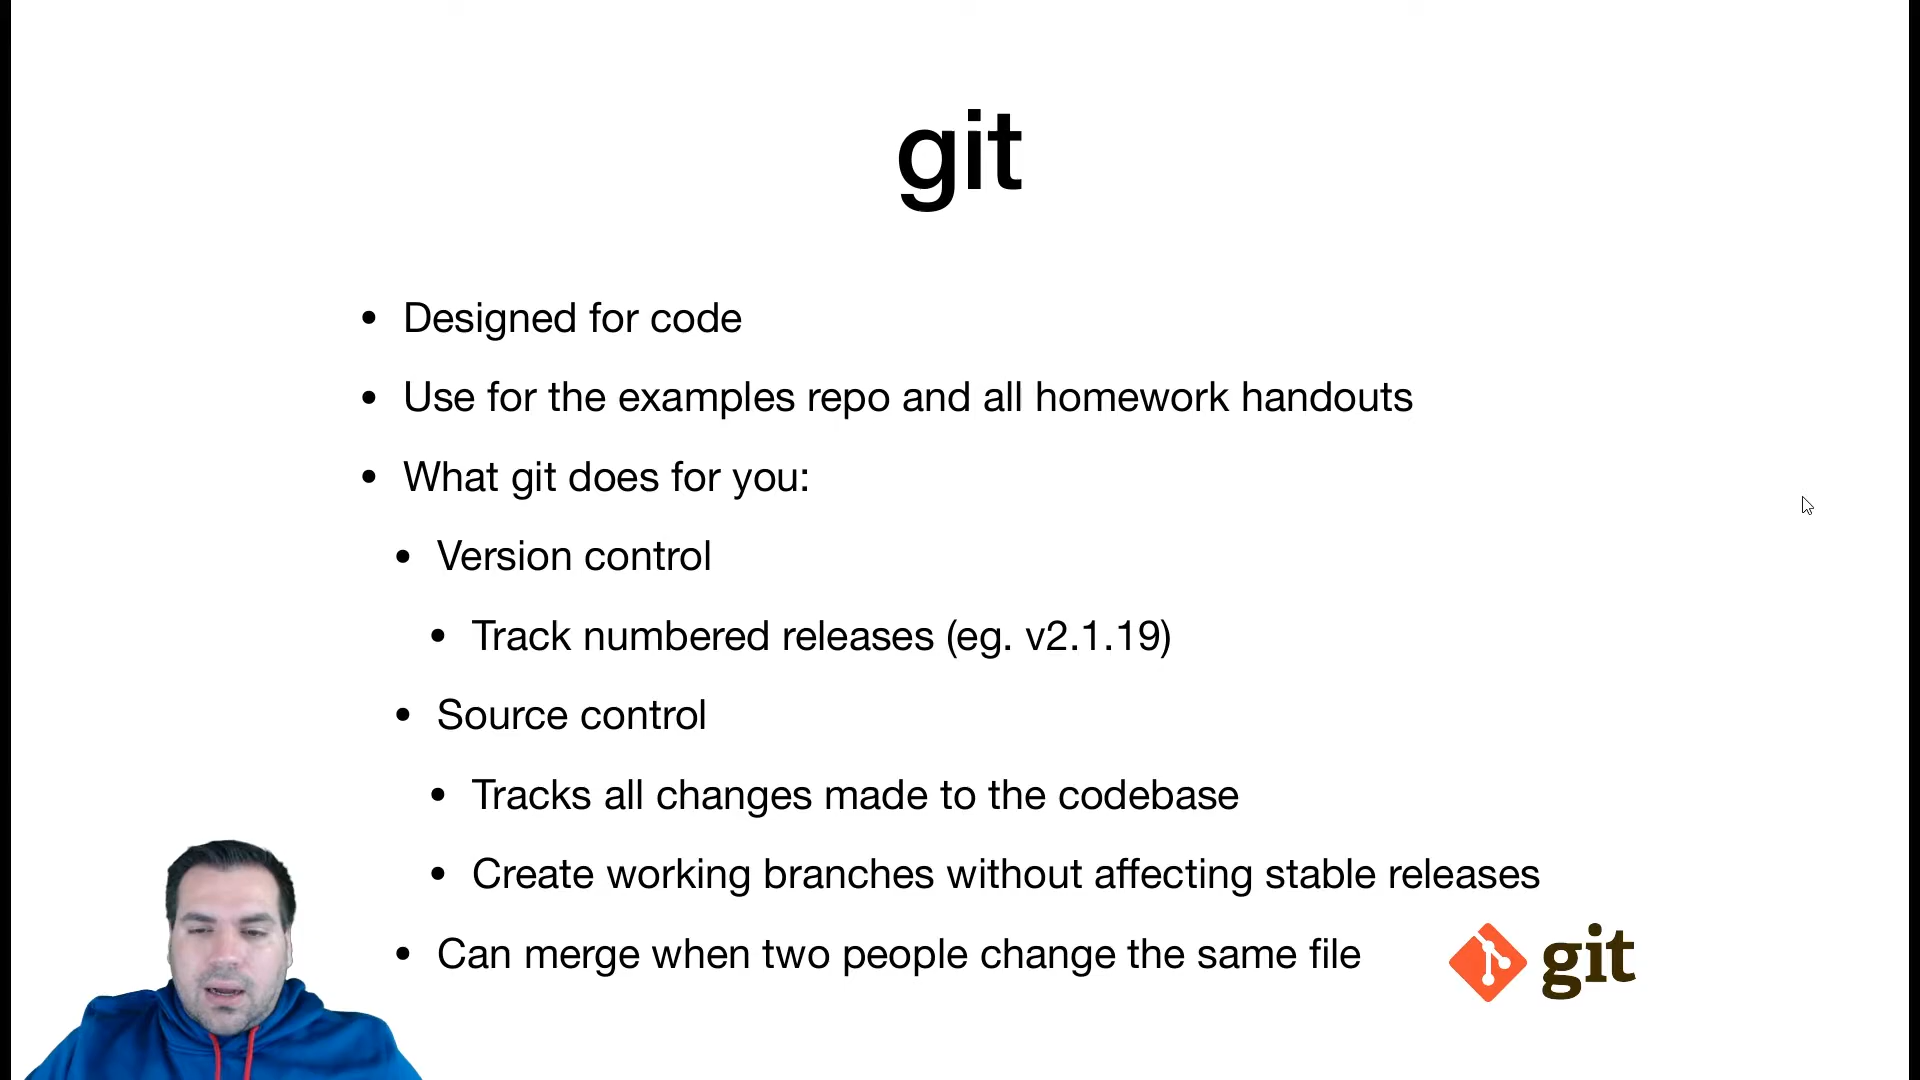 git
• Designed for code
• Use for the examples repo and all homework handouts
• What git does for you:
• Version control
• Track numbered releases (eg. v2.1.19)
• Source control
• Tracks all changes made to the codebase
• Create working branches without affecting stable releases
• Can merge when two people change the same file
git